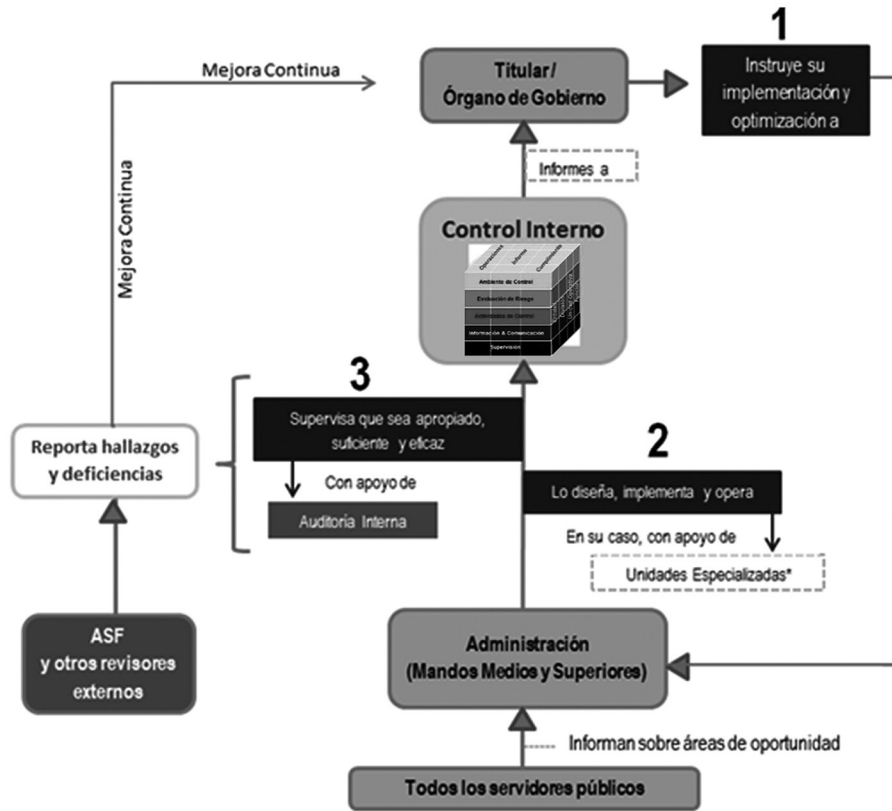 1
Mejora Continua
Titular /
Órgano de Gobierno
Instruye su
implementación y
optimización a
Informes a
Mejora Continua
Control Interno
Operaciones
Informe
Cumplimiento
Ambiente de Control
Evaluación de Riesgo
Actividades de Control
Información & Comunicación
Supervisión
3
Supervisa que sea apropiado,
suficiente y eficaz
Con apoyo de
Auditoría Interna
Reporta hallazgos
y deficiencias
2
Lo diseña, implementa y opera
En su caso, con apoyo de
Unidades Especializadas*
ASF
y otros revisores
externos
Administración
(Mandos Medios y Superiores)
Informan sobre áreas de oportunidad
Todos los servidores públicos